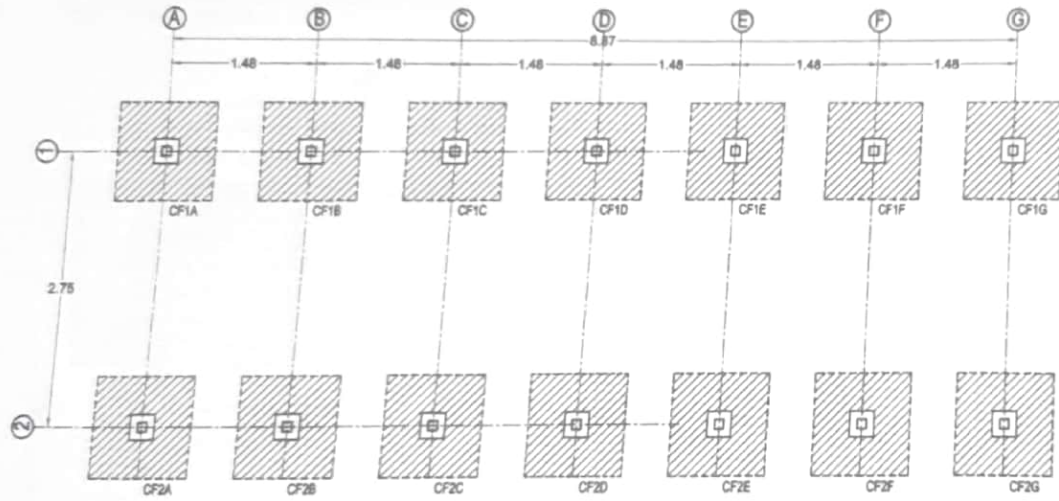 A B C D E F G
8.87
1.48 1.48 1.48 1.48 1.48 1.48
1
CF1A CF1B CF1C CF1D CF1E CF1F CF1G
2.75
2
CF2A CF2B CF2C CF2D CF2E CF2F CF2G